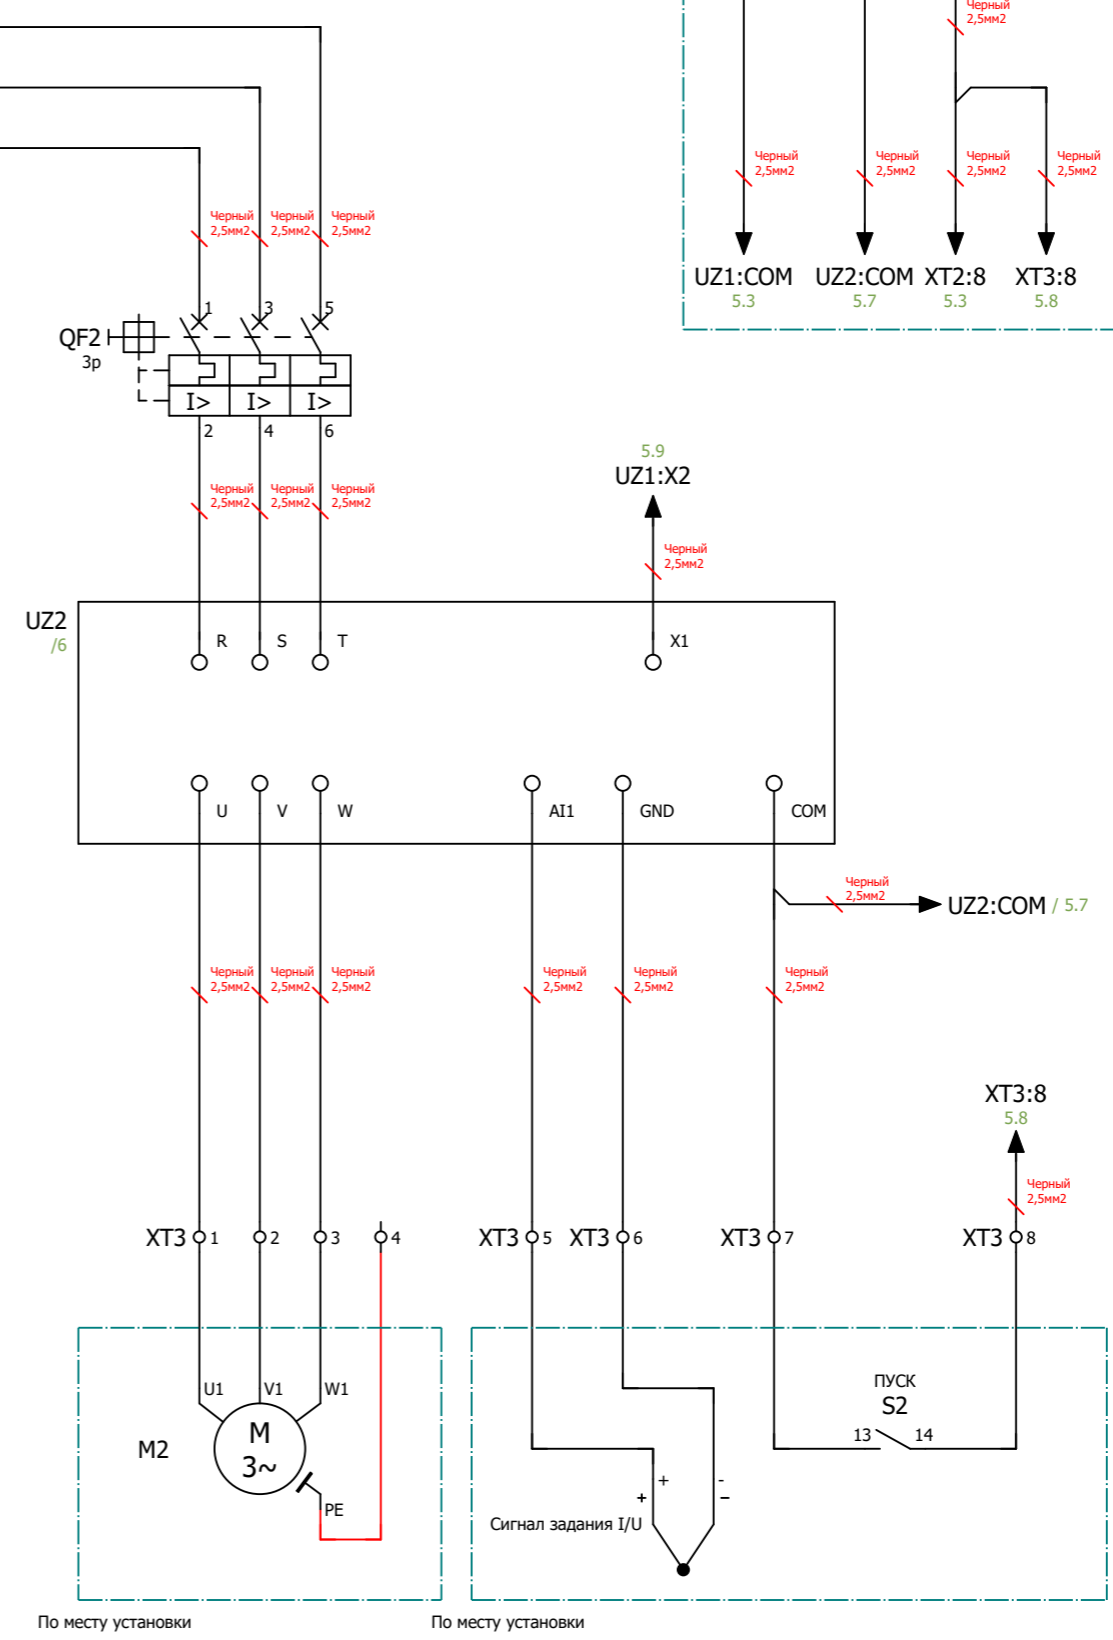 Черный
2,5мм2
Черный Черный Черный Черный
2,5мм2 2,5мм2 2,5мм2 2,5мм2
UZ1:COM UZ2:COM XT2:8 XT3:8
5.3 5.7 5.3 5.8
Черный Черный Черный
2,5мм2 2,5мм2 2,5мм2
1 3 5
QF2
3p
I> I> I>
2 4 6
5.9
UZ1:X2
Черный Черный Черный
2,5мм2 2,5мм2 2,5мм2
Черный
2,5мм2
UZ2
/6
R S T X1
U V W AI1 GND COM
Черный
2,5мм2
UZ2:COM / 5.7
Черный Черный Черный Черный Черный Черный
2,5мм2 2,5мм2 2,5мм2 2,5мм2 2,5мм2 2,5мм2
XT3:8
5.8
Черный
2,5мм2
XT3 1 2 3 4 XT3 5 XT3 6 XT3 7 XT3 8
U1 V1 W1
ПУСК
S2
13 14
M2
M
3~
PE
+ -
+ −
Сигнал задания I/U
По месту установки По месту установки